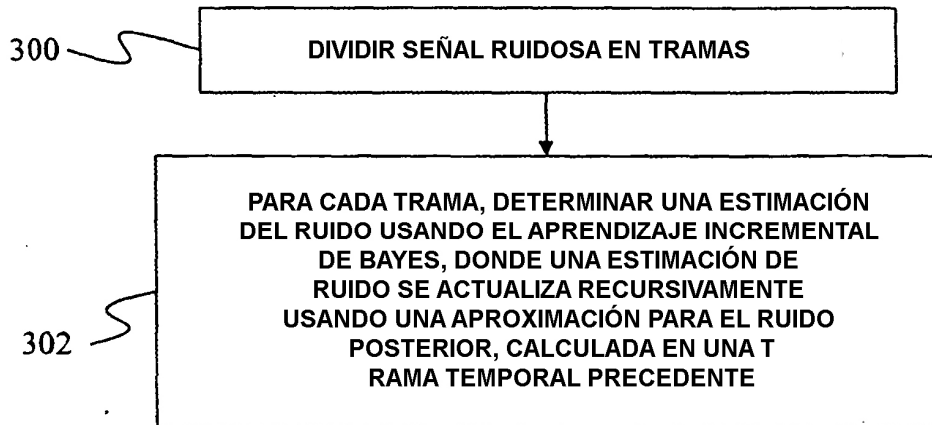 300
DIVIDIR SEÑAL RUIDOSA EN TRAMAS
PARA CADA TRAMA, DETERMINAR UNA ESTIMACIÓN
DEL RUIDO USANDO EL APRENDIZAJE INCREMENTAL
DE BAYES, DONDE UNA ESTIMACIÓN DE
RUIDO SE ACTUALIZA RECURSIVAMENTE
USANDO UNA APROXIMACIÓN PARA EL RUIDO
POSTERIOR, CALCULADA EN UNA T
RAMA TEMPORAL PRECEDENTE
302